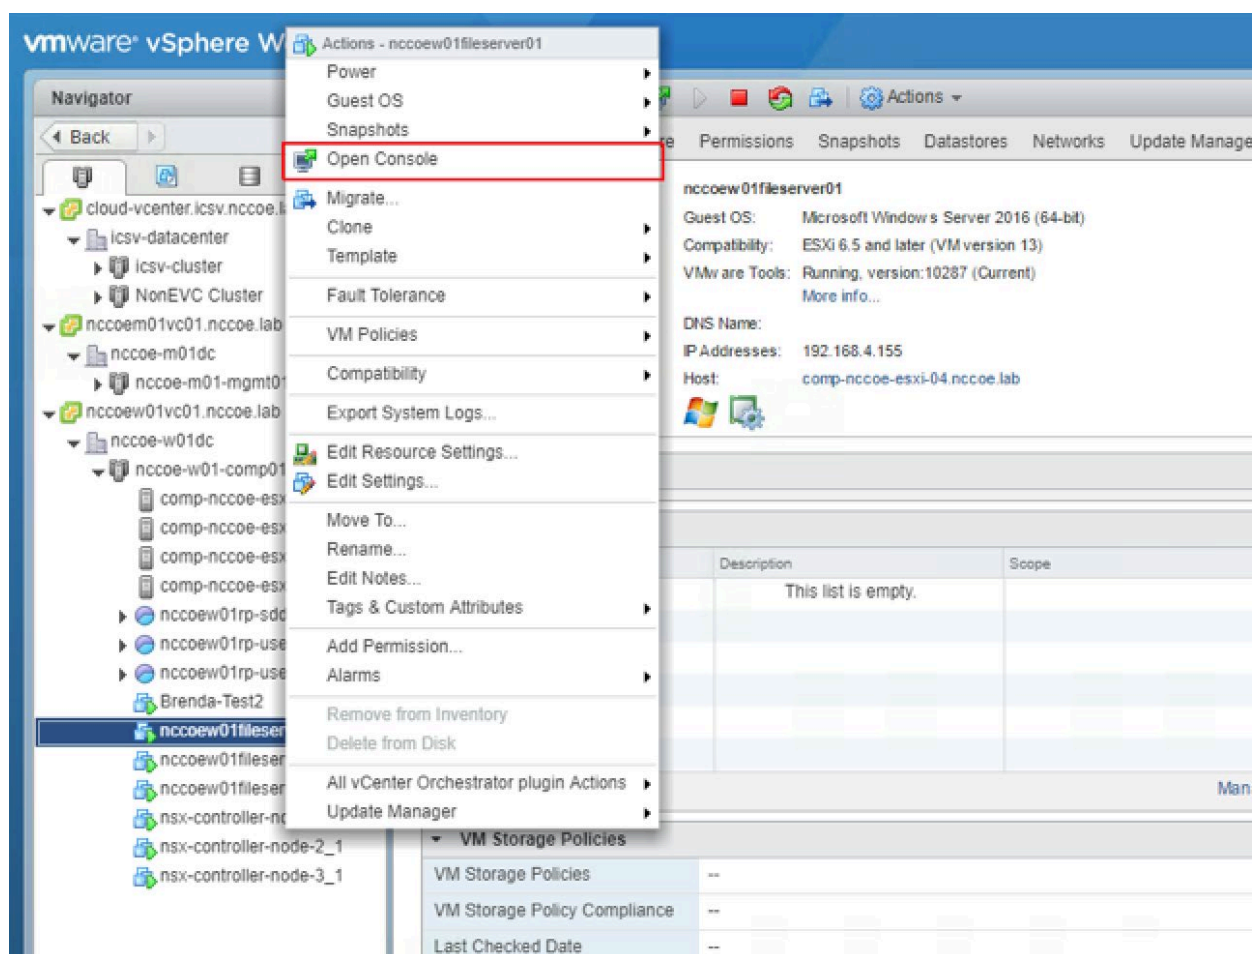 vmware vSphere W
Actions - nccoew01fileserver01
Power
Guest OS
Snapshots
Open Console
Migrate...
Clone
Template
Fault Tolerance
VM Policies
Compatibility
Export System Logs...
Edit Resource Settings...
Edit Settings...
Move To...
Rename...
Edit Notes...
Tags & Custom Attributes
Add Permission...
Alarms
Remove from Inventory
Delete from Disk
All vCenter Orchestrator plugin Actions
Update Manager
Navigator
Back
cloud-vcenter.icsv.nccoe.l
icsv-datacenter
icsv-cluster
NonEVC Cluster
nccoem01vc01.nccoe.lab
nccoe-m01dc
nccoe-m01-mgmt01
nccoew01vc01.nccoe.lab
nccoe-w01dc
nccoe-w01-comp01
comp-nccoe-esx
comp-nccoe-esx
comp-nccoe-esx
comp-nccoe-esx
nccoew01rp-sdd
nccoew01rp-use
nccoew01rp-use
Brenda-Test2
nccoew01fileser
nccoew01fileser
nccoew01fileser
nsx-controller-no
nsx-controller-node-2_1
nsx-controller-node-3_1
Actions
re Permissions Snapshots Datastores Networks Update Manage
nccoew01fileserver01
Guest OS: Microsoft Windows Server 2016 (64-bit)
Compatibility: ESXi 6.5 and later (VM version 13)
VMware Tools: Running, version:10287 (Current)
More info...
DNS Name:
IP Addresses: 192.168.4.155
Host: comp-nccoe-esxi-04.nccoe.lab
Description Scope
This list is empty.
Man
VM Storage Policies
VM Storage Policies --
VM Storage Policy Compliance --
Last Checked Date --